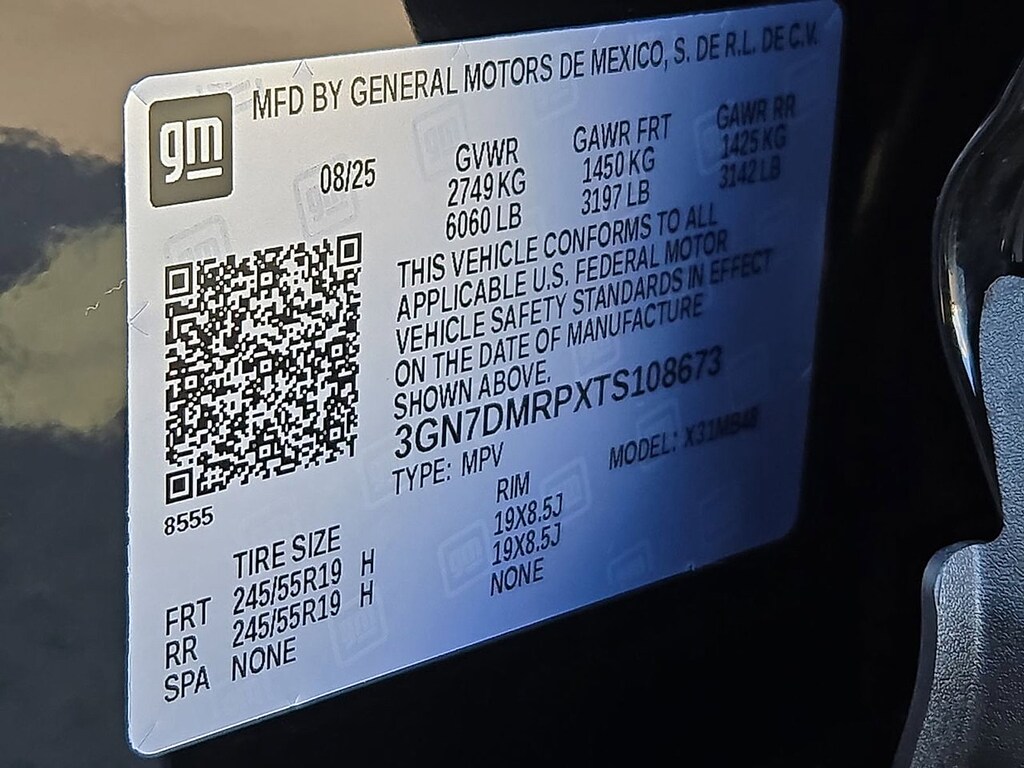 MFD BY GENERAL MOTORS DE MEXICO, S. DE R.L. DE C.V.
gm
08/25
GVWR
2749 KG
6060 LB
GAWR FRT
1450 KG
3197 LB
GAWR RR
1425 KG
3142 LB
THIS VEHICLE CONFORMS TO ALL
APPLICABLE U.S. FEDERAL MOTOR
VEHICLE SAFETY STANDARDS IN EFFECT
ON THE DATE OF MANUFACTURE
SHOWN ABOVE.
3GN7DMRPXTS108673
TYPE: MPV MODEL: X31MB48
8555
TIRE SIZE RIM
FRT 245/55R19 H 19X8.5J
RR 245/55R19 H 19X8.5J
SPA NONE NONE